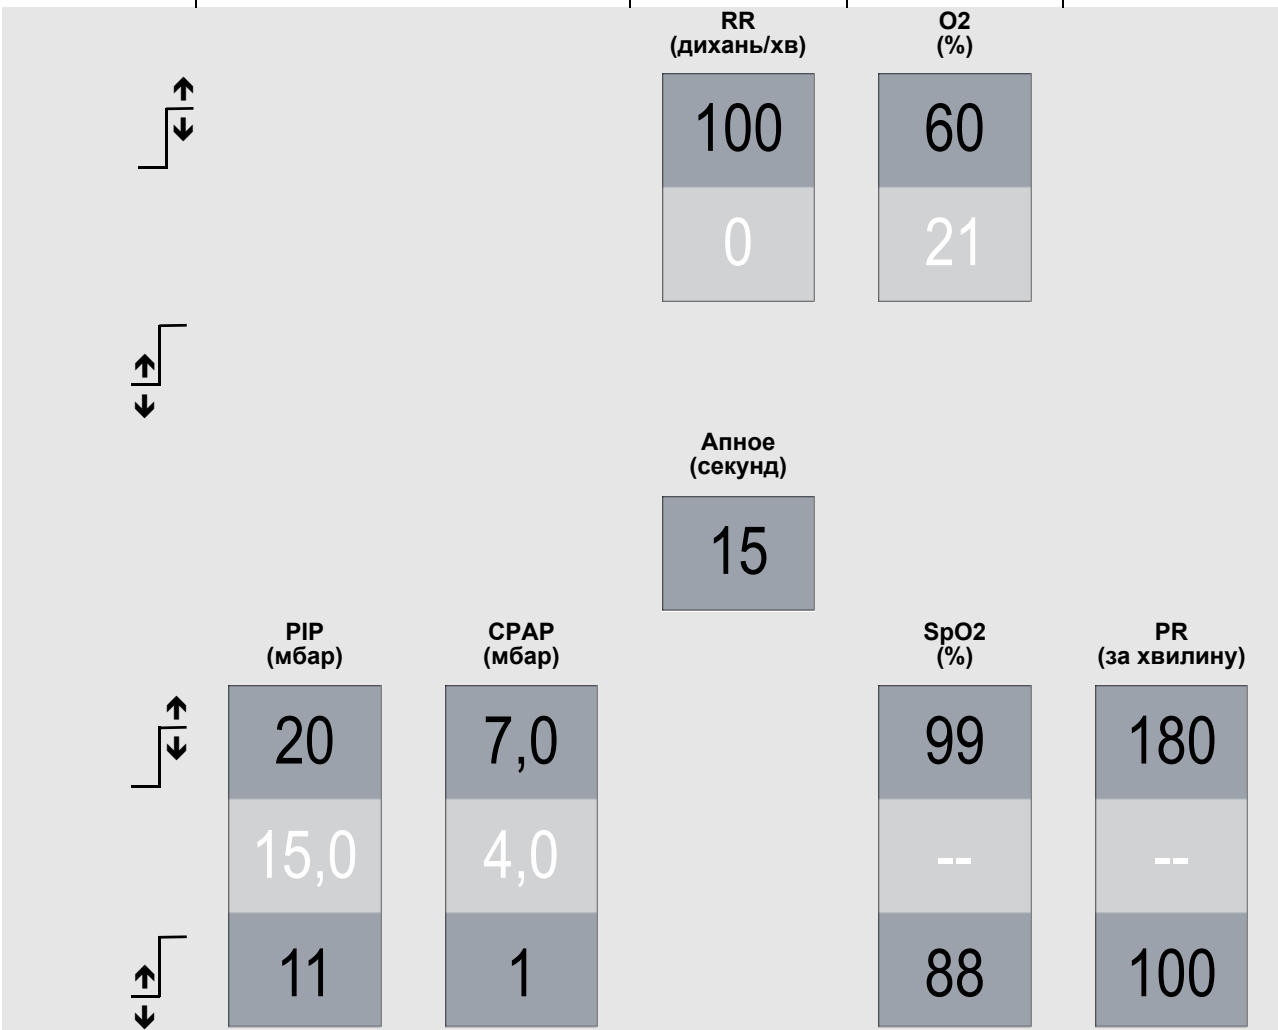 RR
(дихань/хв)
O2
(%)
100
60
0
21
Апное
(секунд)
15
PIP
(мбар)
CPAP
(мбар)
SpO2
(%)
PR
(за хвилину)
20
7,0
99
180
15,0
4,0
--
--
11
1
88
100